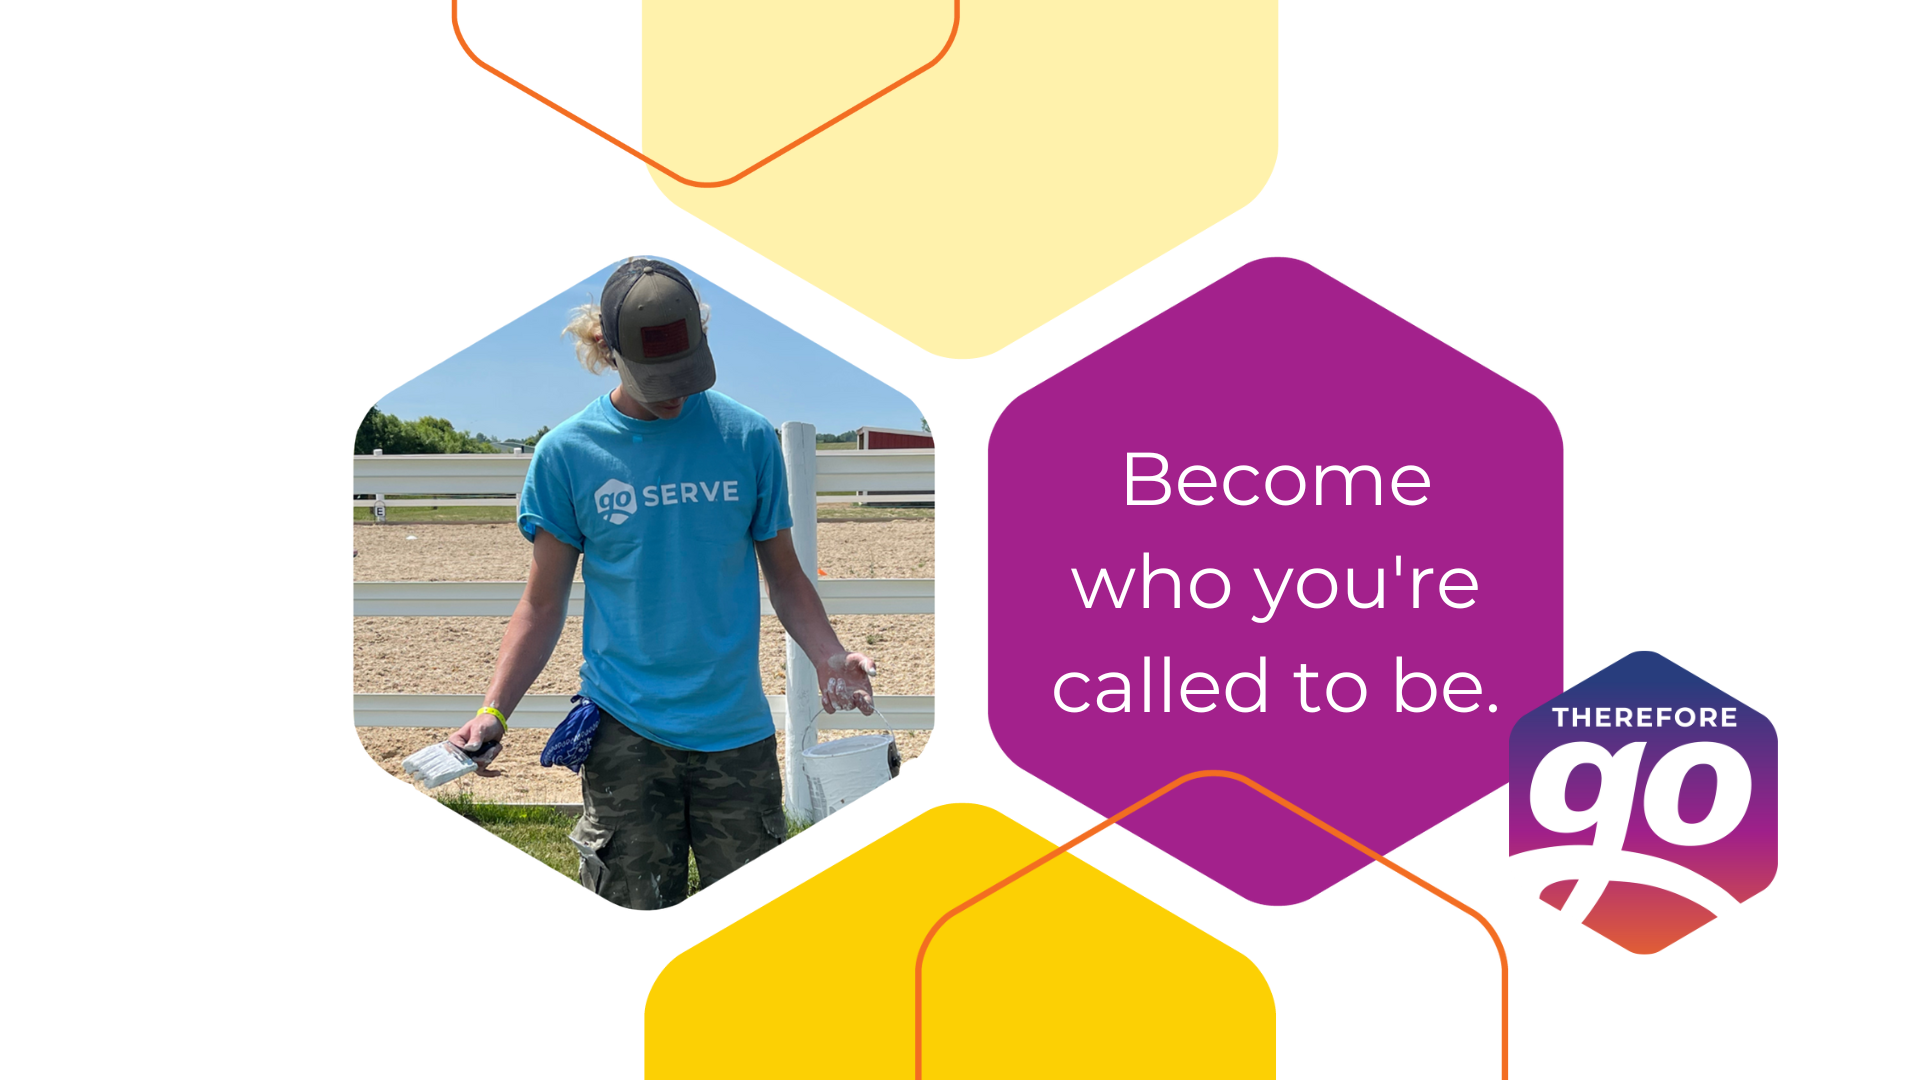 go SERVE
E
Become
who you're
called to be.
THEREFORE
go